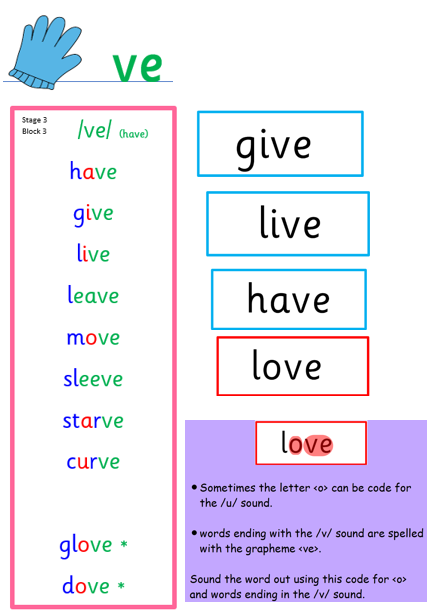 ve
Stage 3
Block 3
/ve/ (have)
have
give
live
leave
move
sleeve
starve
curve
glove *
dove *
give
live
have
love
love
• Sometimes the letter <o> can be code for
the /u/ sound.
• words ending with the /v/ sound are spelled
with the grapheme <ve>.
Sound the word out using this code for <o>
and words ending in the /v/ sound.